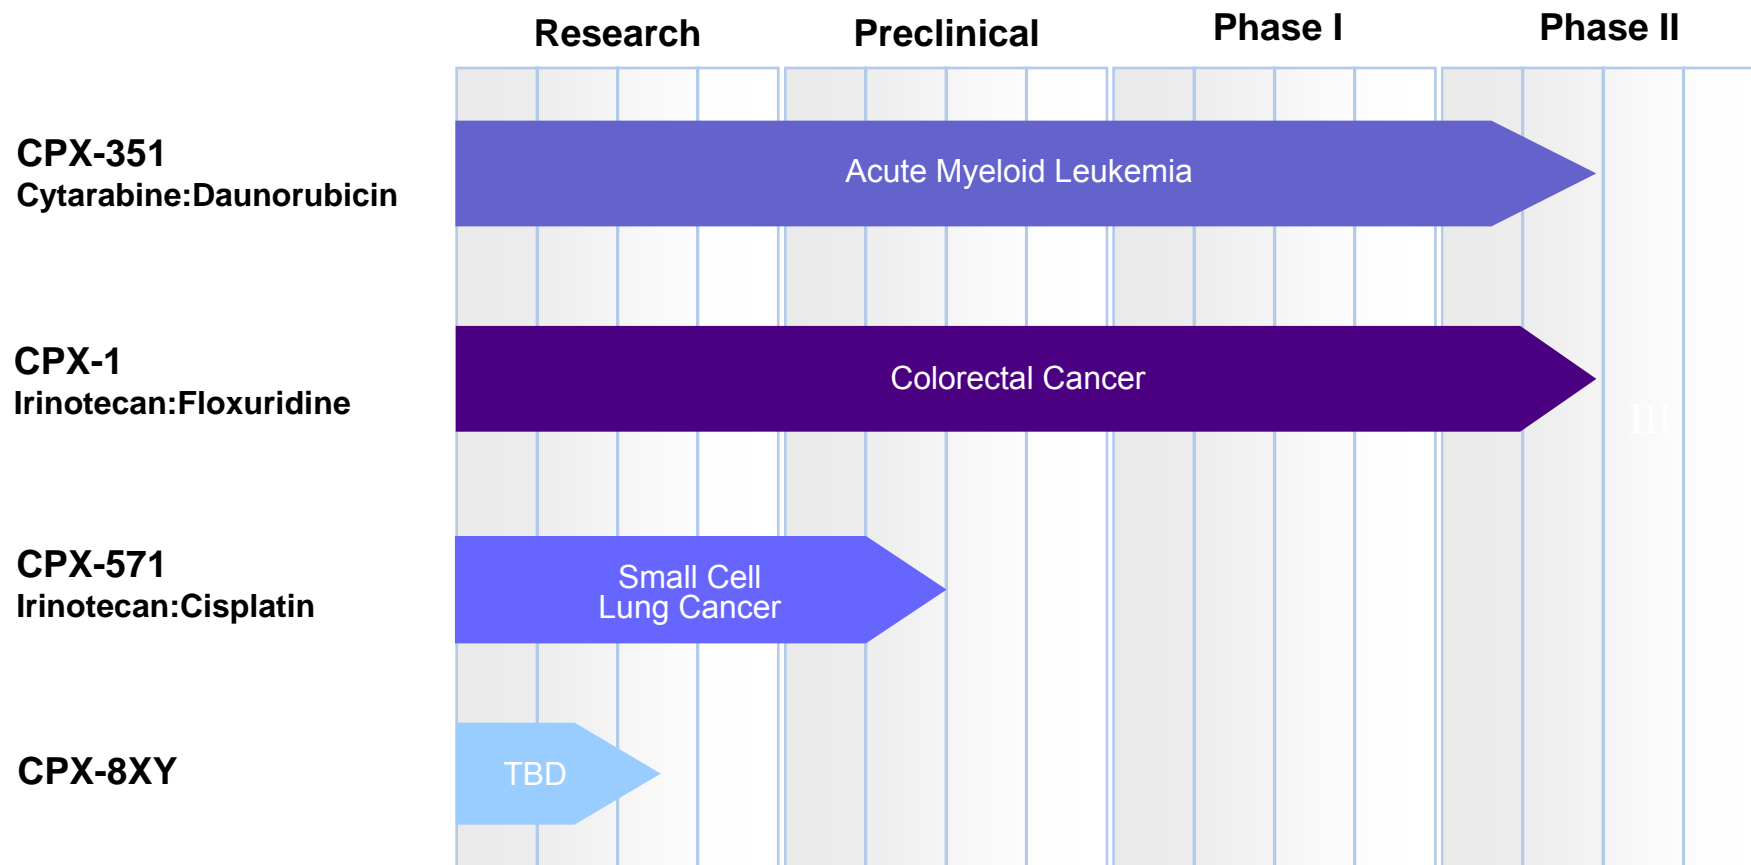 Research Preclinical Phase I Phase II
CPX-351
Cytarabine:Daunorubicin
Acute Myeloid Leukemia
CPX-1
Irinotecan:Floxuridine
Colorectal Cancer
III
CPX-571
Irinotecan:Cisplatin
Small Cell
Lung Cancer
CPX-8XY
TBD